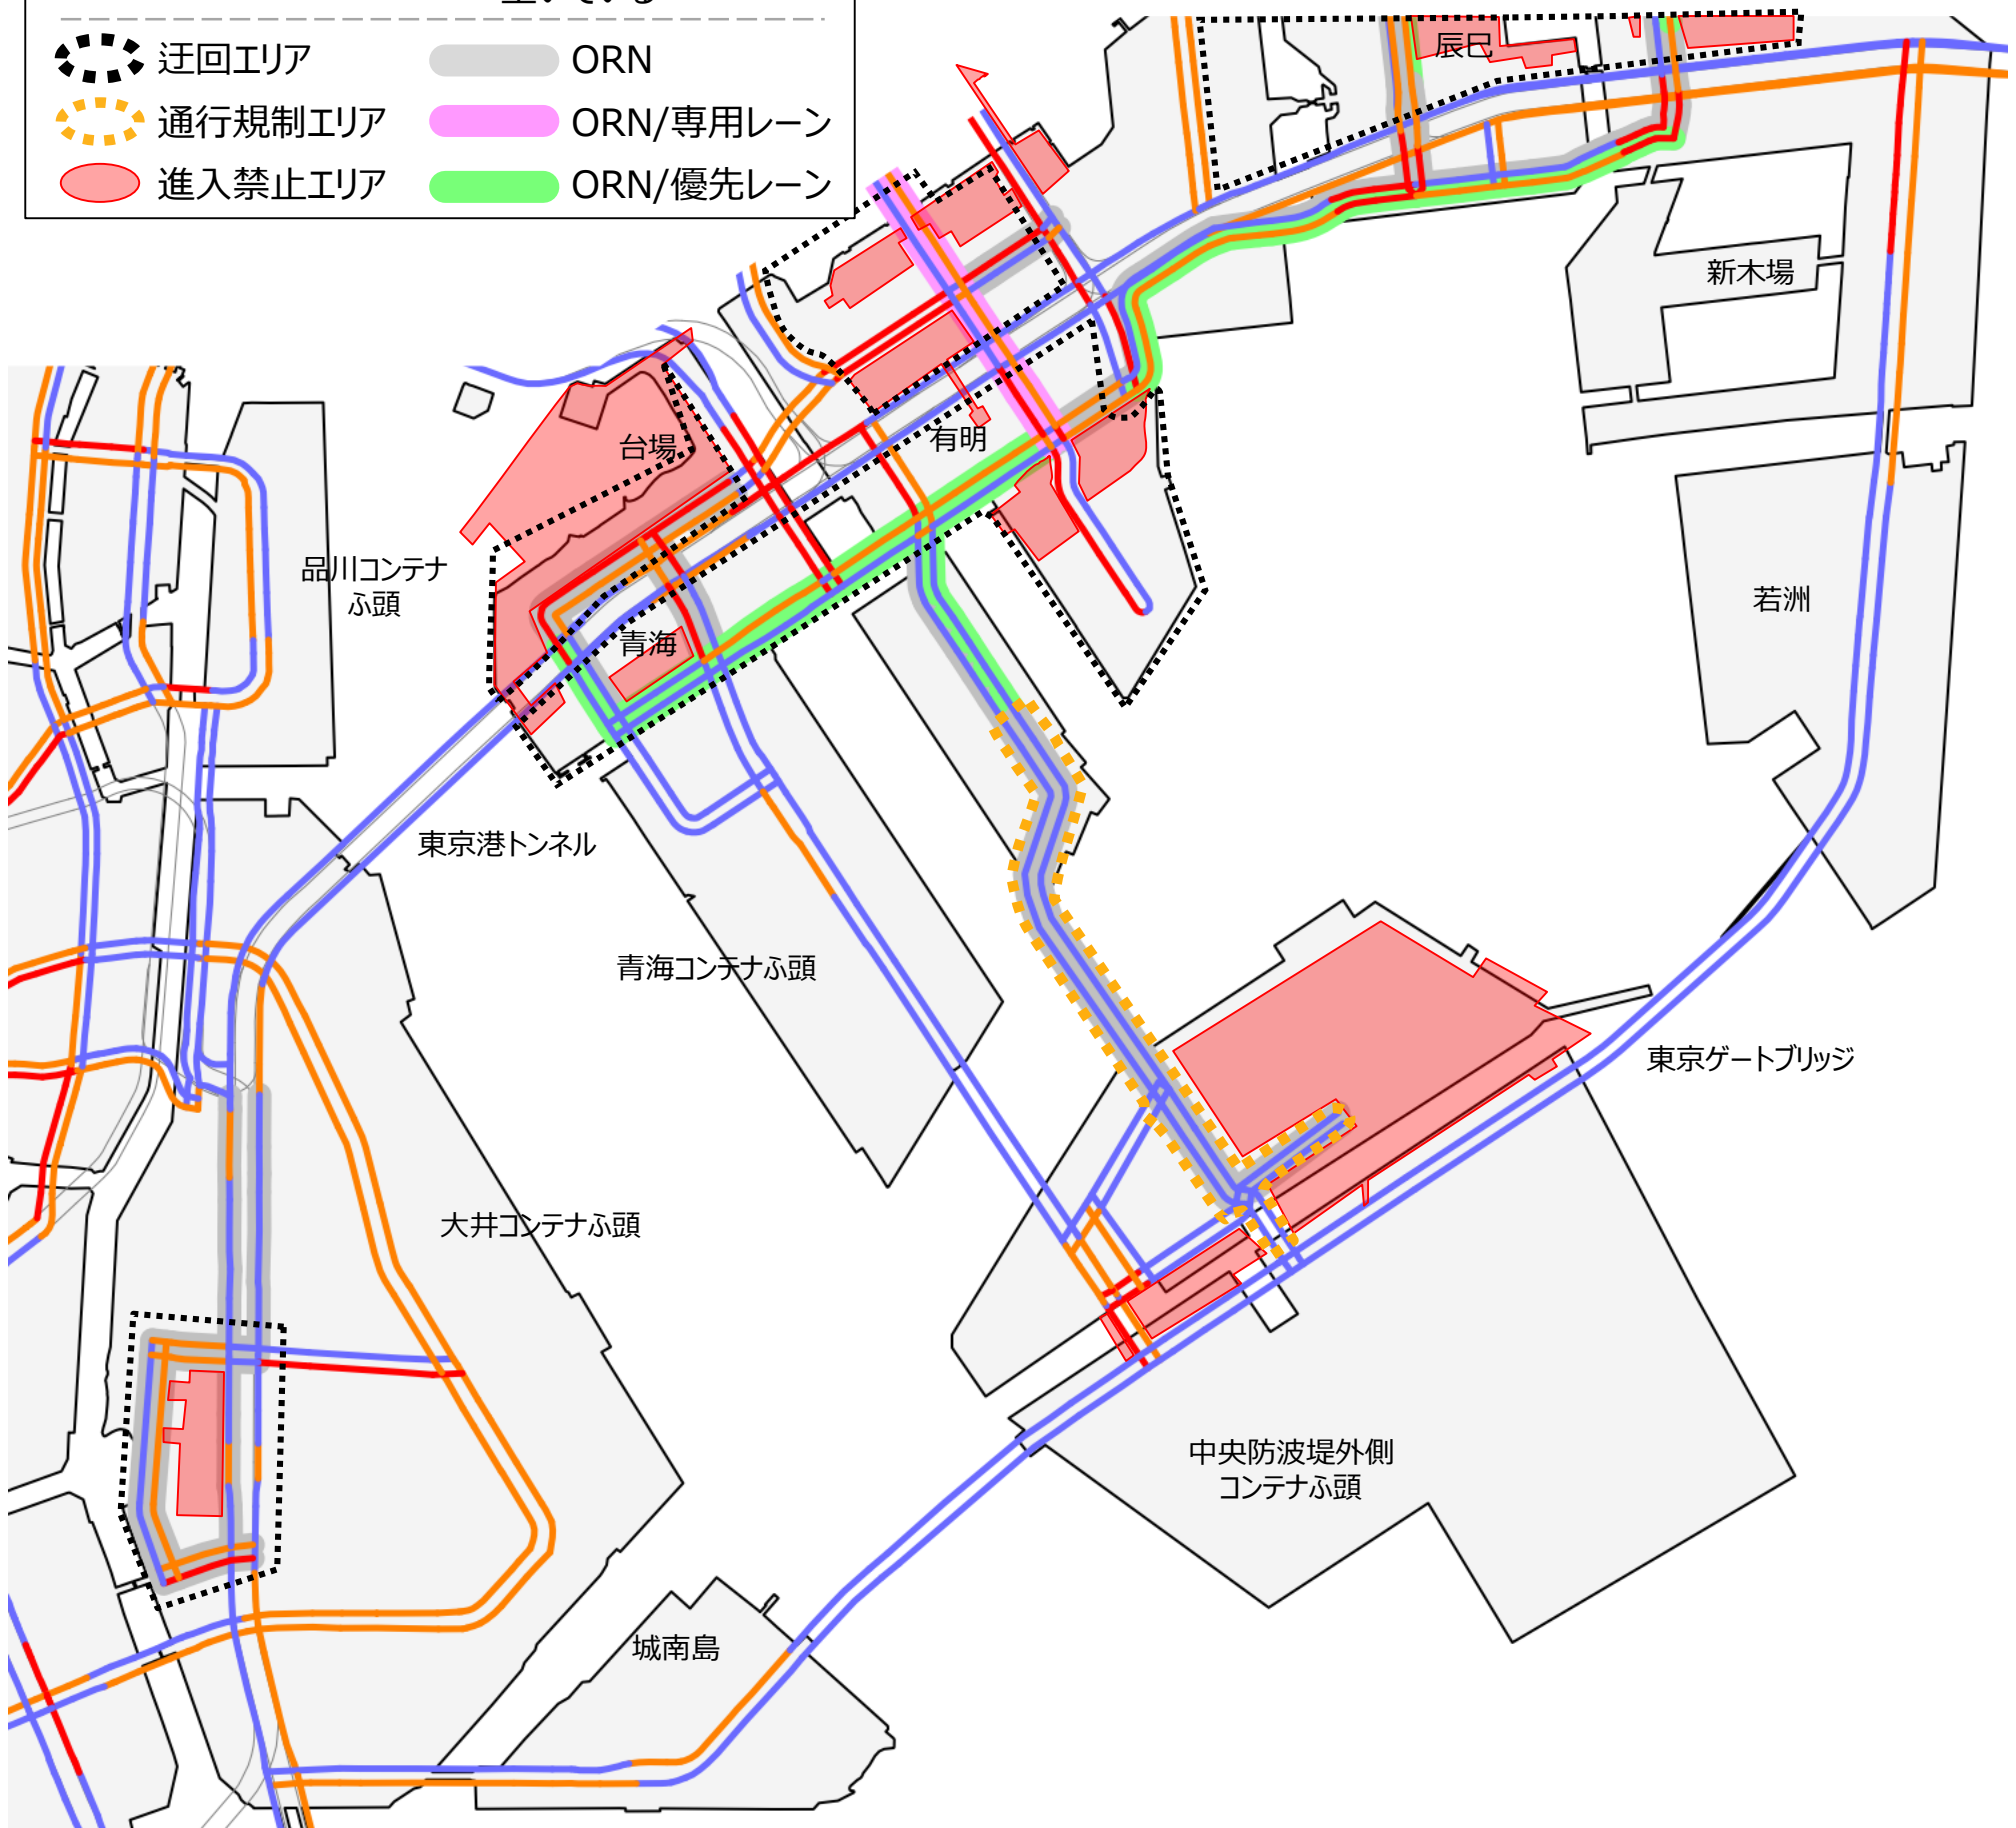 空いている
迂回エリア
ORN
通行規制エリア
ORN/専用レーン
進入禁止エリア
ORN/優先レーン
辰巳
新木場
有明
台場
品川コンテナ
ふ頭
若洲
青海
東京港トンネル
青海コンテナふ頭
東京ゲートブリッジ
大井コンテナふ頭
中央防波堤外側
コンテナふ頭
城南島